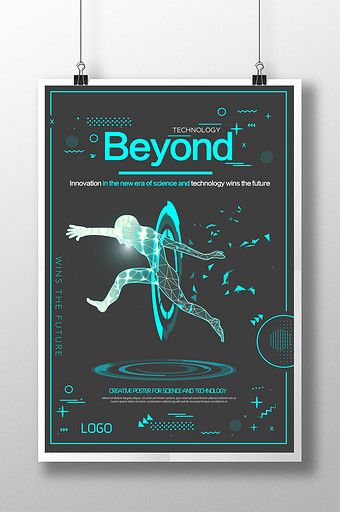 TECHNOLOGY
Beyond
Innovation in the new era of science and technology wins the future
WINS THE FUTURE
CREATIVE POSTER FOR SCIENCE AND TECHNOLOGY
LOGO